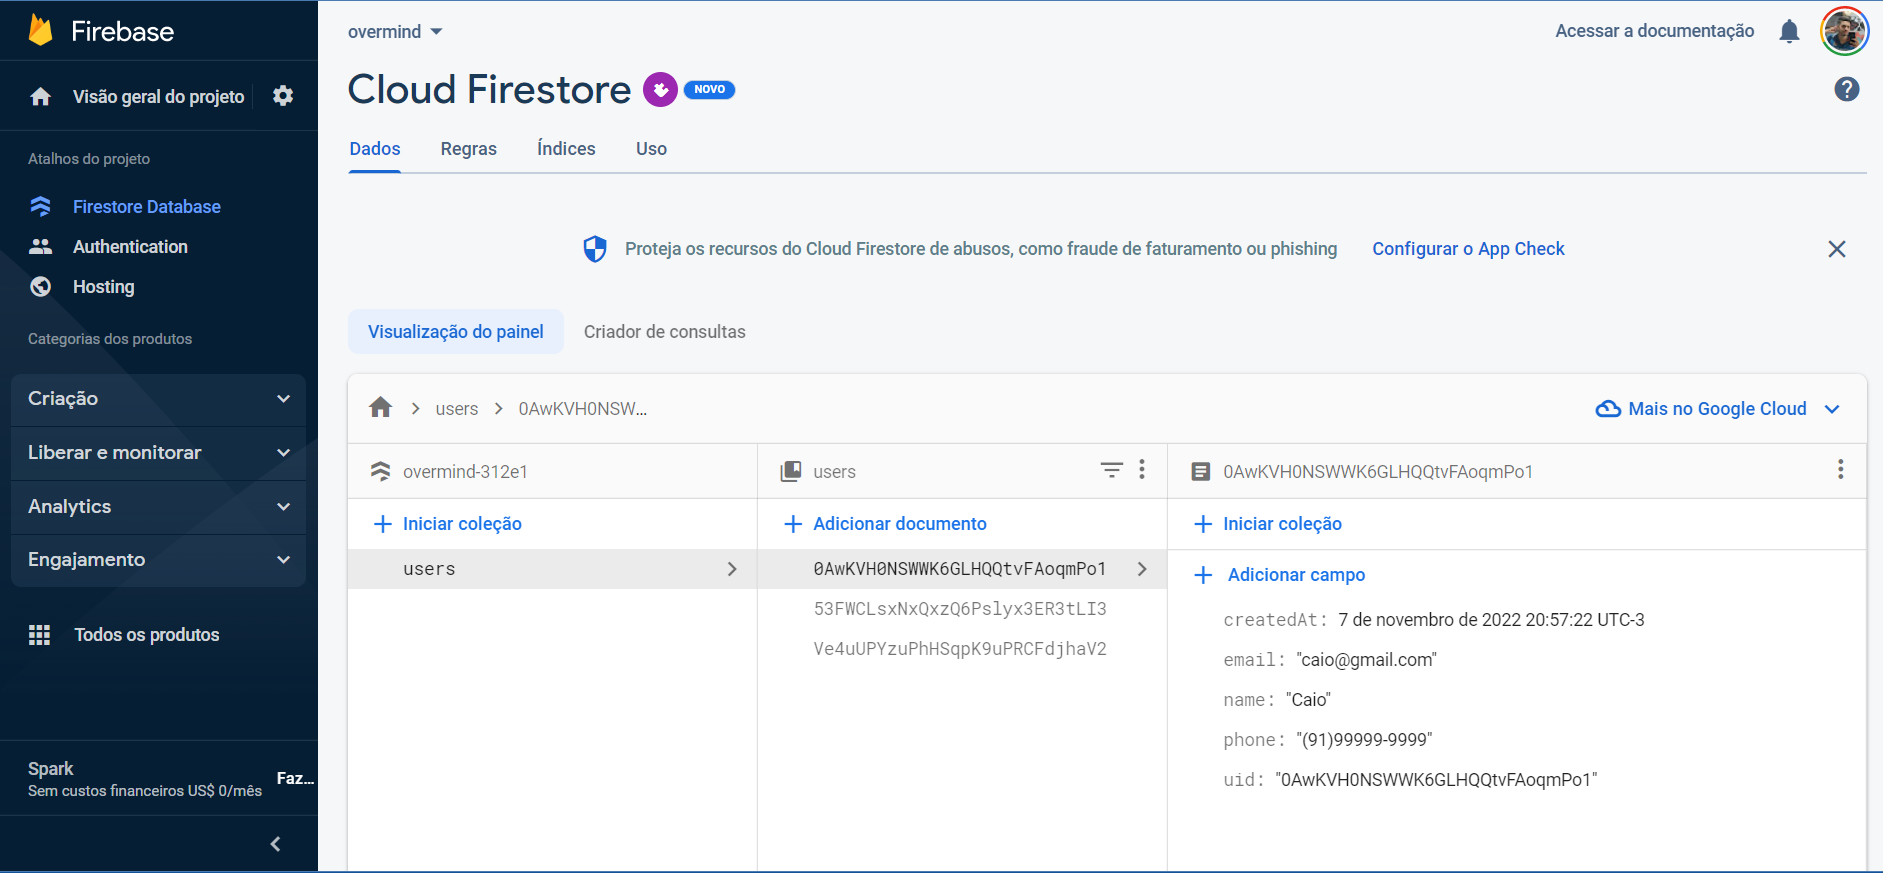 Firebase
Visão geral do projeto
Atalhos do projeto
Firestore Database
Authentication
Hosting
Categorias dos produtos
Criação
Liberar e monitorar
Analytics
Engajamento
Todos os produtos
Spark
Sem custos financeiros US$ 0/mês
Faz...
overmind
Acessar a documentação
Cloud Firestore
NOVO
Dados
Regras
Índices
Uso
Proteja os recursos do Cloud Firestore de abusos, como fraude de faturamento ou phishing
Configurar o App Check
Visualização do painel
Criador de consultas
users
0AwKVH0NSW...
Mais no Google Cloud
overmind-312e1
Iniciar coleção
users
users
Adicionar documento
0AwKVH0NSWWK6GLHQQtvFAoqmPo1
53FWCLsxNxQxzQ6Pslyx3ER3tLI3
Ve4uUPYzuPhHSqpK9uPRCFdjhaV2
0AwKVH0NSWWK6GLHQQtvFAoqmPo1
Iniciar coleção
Adicionar campo
createdAt: 7 de novembro de 2022 20:57:22 UTC-3
email: "caio@gmail.com"
name: "Caio"
phone: "(91)99999-9999"
uid: "0AwKVH0NSWWK6GLHQQtvFAoqmPo1"